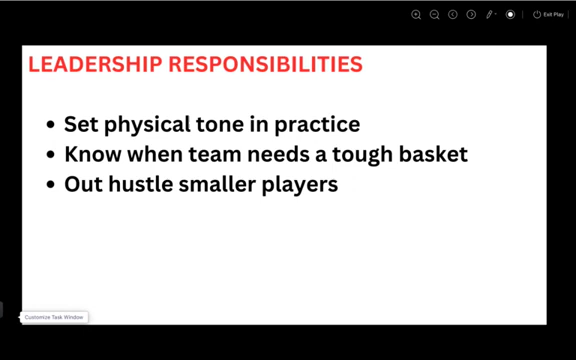 Exit Play
LEADERSHIP RESPONSIBILITIES
• Set physical tone in practice
• Know when team needs a tough basket
• Out hustle smaller players
Customize Task Window